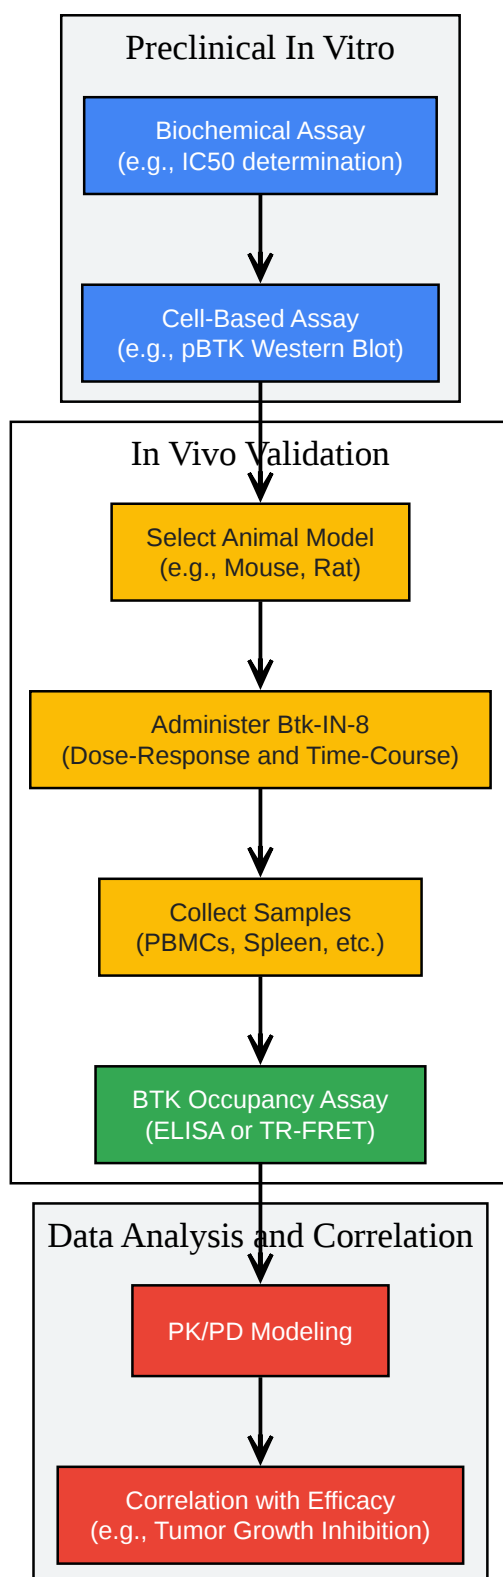 Preclinical In Vitro
Biochemical Assay
(e.g., IC50 determination)
Cell-Based Assay
(e.g., pBTK Western Blot)
In Vivo Validation
Select Animal Model
(e.g., Mouse, Rat)
Administer Btk-IN-8
(Dose-Response and Time-Course)
Collect Samples
(PBMCs, Spleen, etc.)
BTK Occupancy Assay
(ELISA or TR-FRET)
Data Analysis and Correlation
PK/PD Modeling
Correlation with Efficacy
(e.g., Tumor Growth Inhibition)